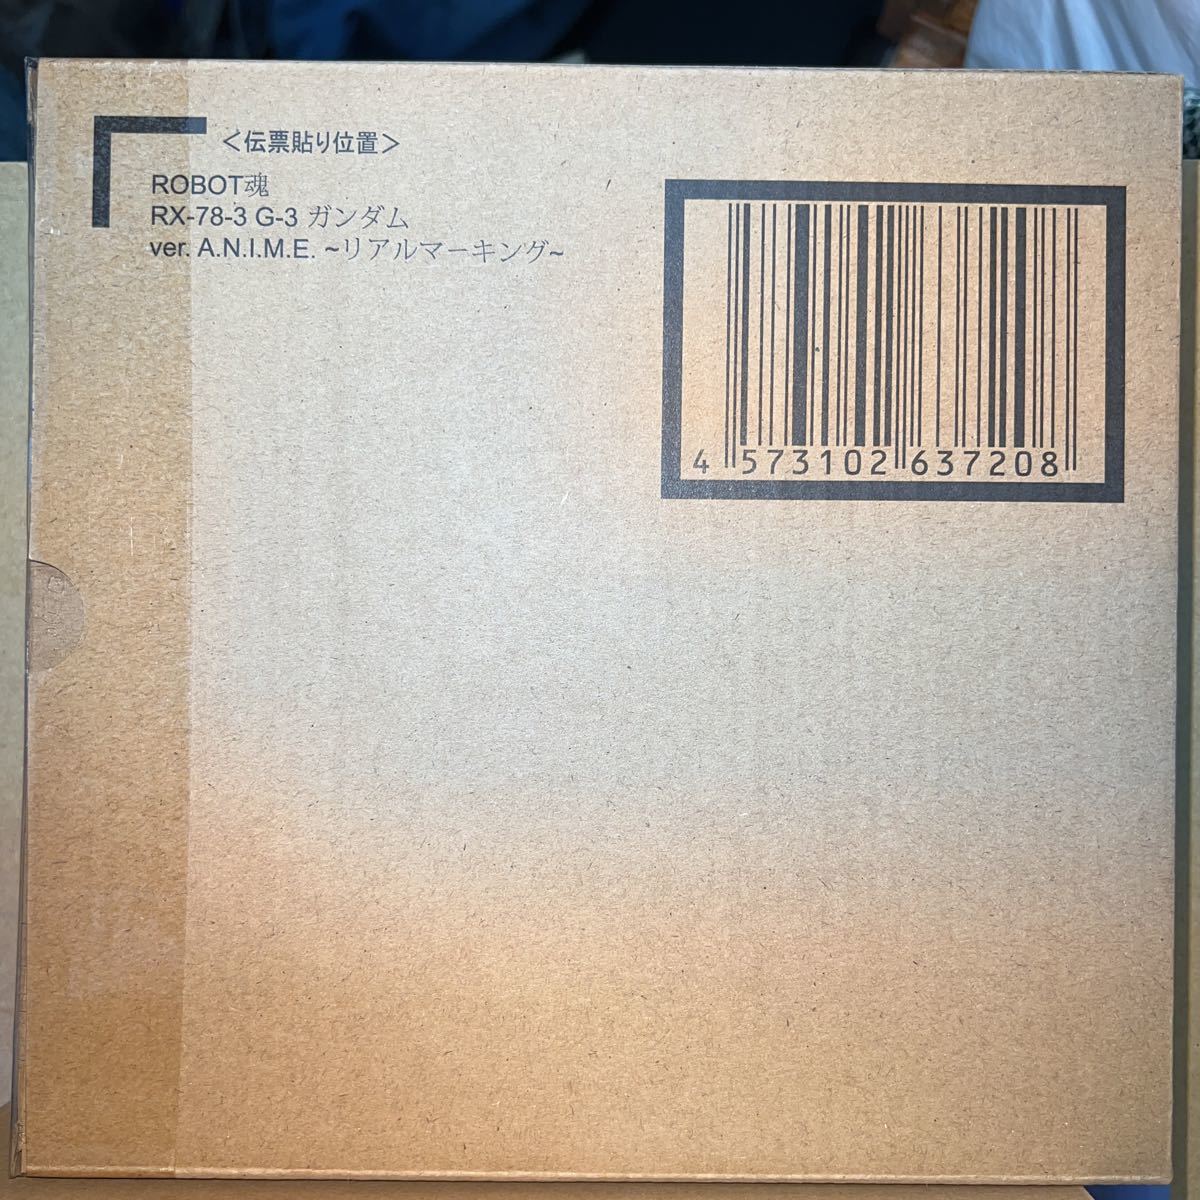 ＜伝票貼り位置＞
ROBOT魂
RX-78-3 G-3 ガンダム
ver. A.N.I.M.E. ~リアルマーキング~
4 573102 637208